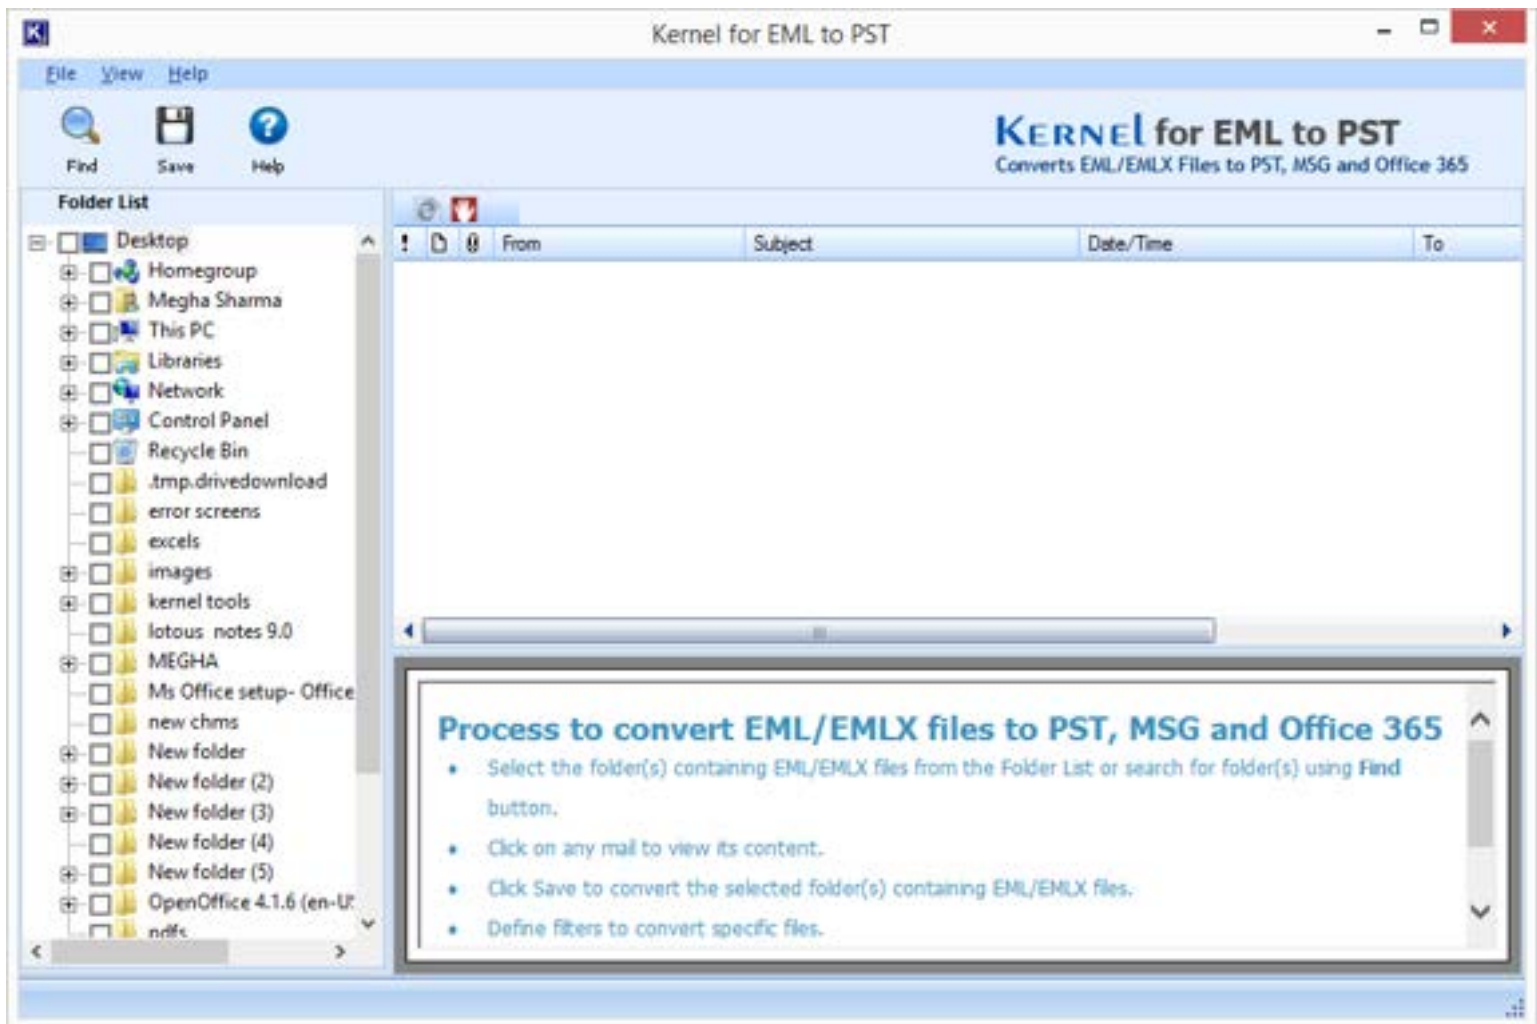 Kernel for EML to PST
File View Help
Find Save Help
KERNEL for EML to PST
Converts EML/EMLX Files to PST, MSG and Office 365
Folder List
Desktop
Homegroup
Megha Sharma
This PC
Libraries
Network
Control Panel
Recycle Bin
.tmp.drivedownload
error screens
excels
images
kernel tools
lotous notes 9.0
MEGHA
Ms Office setup- Office
new chms
New folder
New folder (2)
New folder (3)
New folder (4)
New folder (5)
OpenOffice 4.1.6 (en-U
From Subject Date/Time To
Process to convert EML/EMLX files to PST, MSG and Office 365
• Select the folder(s) containing EML/EMLX files from the Folder List or search for folder(s) using Find
button.
• Click on any mail to view its content.
• Click Save to convert the selected folder(s) containing EML/EMLX files.
• Define filters to convert specific files.